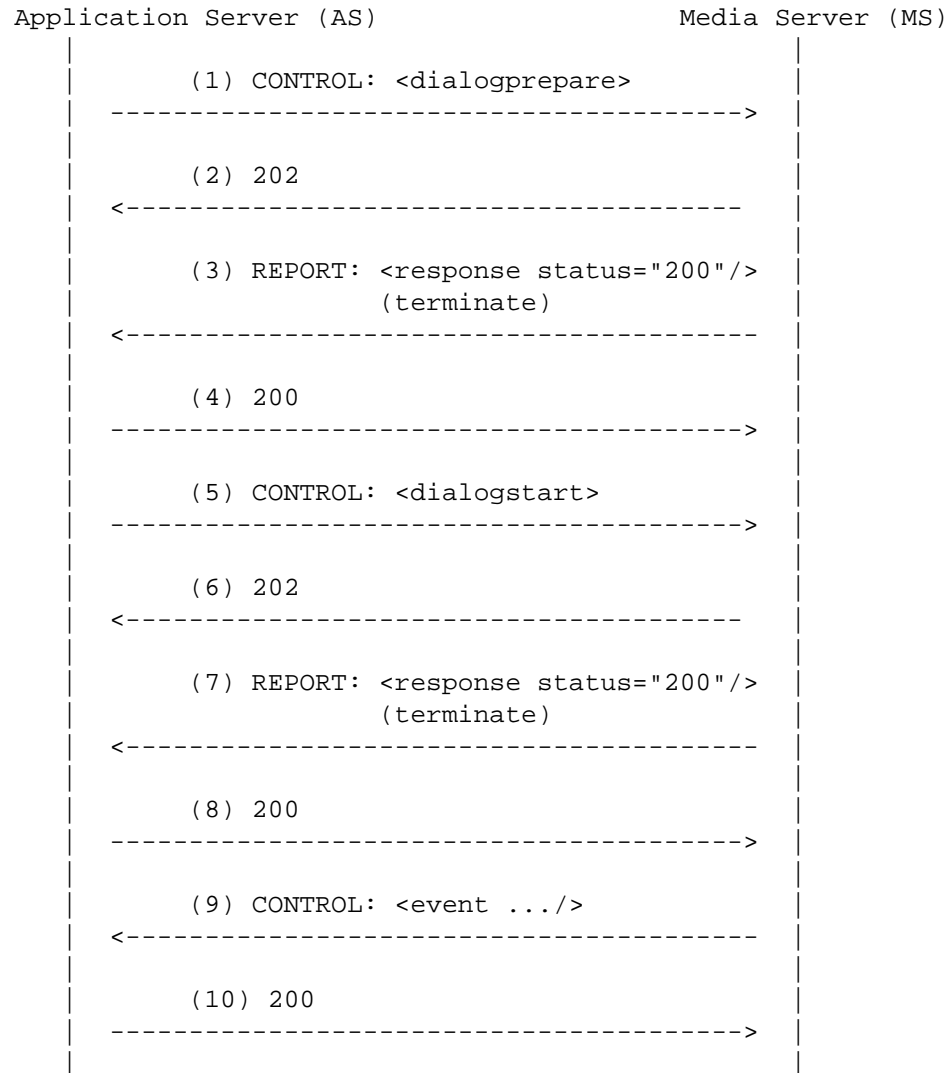 Application Server (AS)                   Media Server (MS)
(1) CONTROL: <dialogprepare>
---------------------------------------->
(2) 202
<---------------------------------------
(3) REPORT: <response status="200"/>
(terminate)
<----------------------------------------
(4) 200
---------------------------------------->
(5) CONTROL: <dialogstart>
---------------------------------------->
(6) 202
<---------------------------------------
(7) REPORT: <response status="200"/>
(terminate)
<----------------------------------------
(8) 200
---------------------------------------->
(9) CONTROL: <event .../>
<----------------------------------------
(10) 200
---------------------------------------->